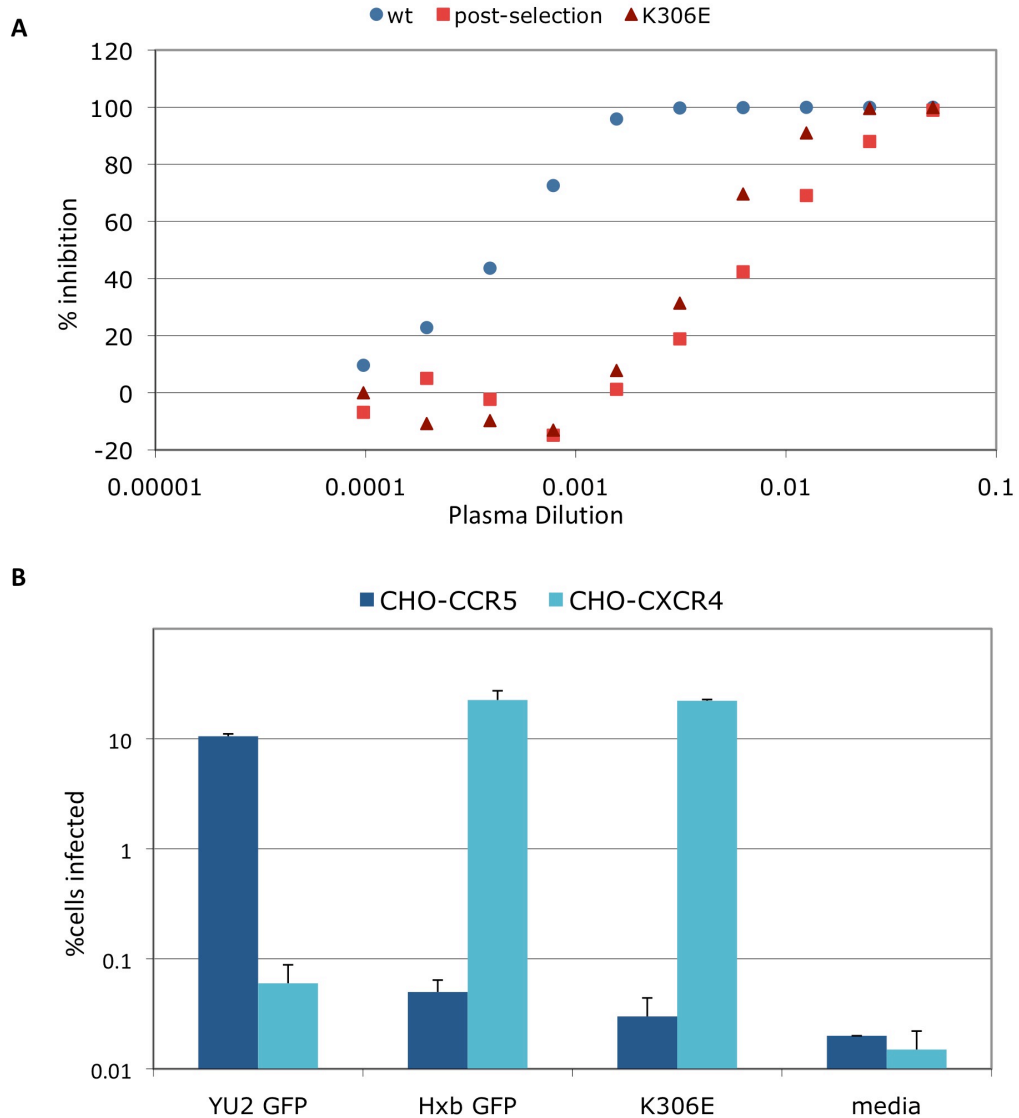 A
wt post-selection K306E
120
100
80
60
40
20
0
-20
% inhibition
0.00001 0.0001 0.001 0.01 0.1
Plasma Dilution
B
CHO-CCR5 CHO-CXCR4
10
1
0.1
0.01
%cells infected
YU2 GFP Hxb GFP K306E media